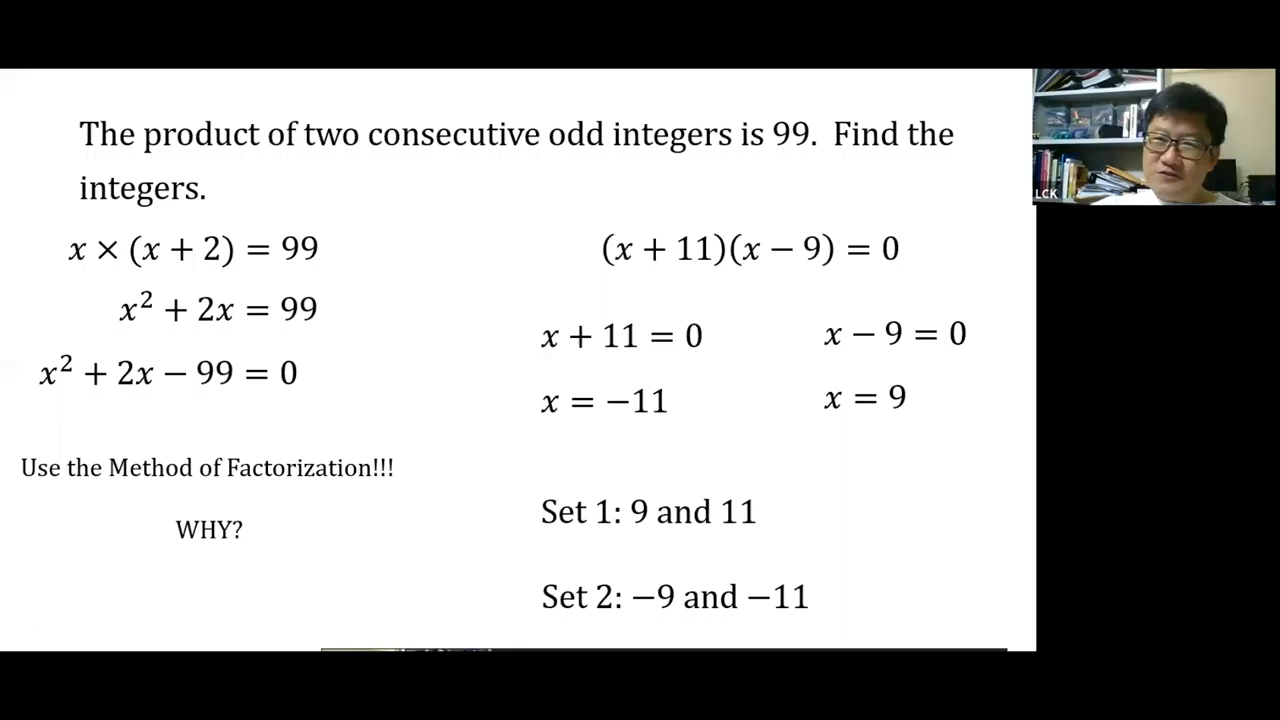 The product of two consecutive odd integers is 99. Find the
integers.
x × (x + 2) = 99
x² + 2x = 99
x² + 2x − 99 = 0
Use the Method of Factorization!!!
WHY?
(x + 11)(x − 9) = 0
x + 11 = 0
x = −11
x − 9 = 0
x = 9
Set 1: 9 and 11
Set 2: −9 and −11
LCK